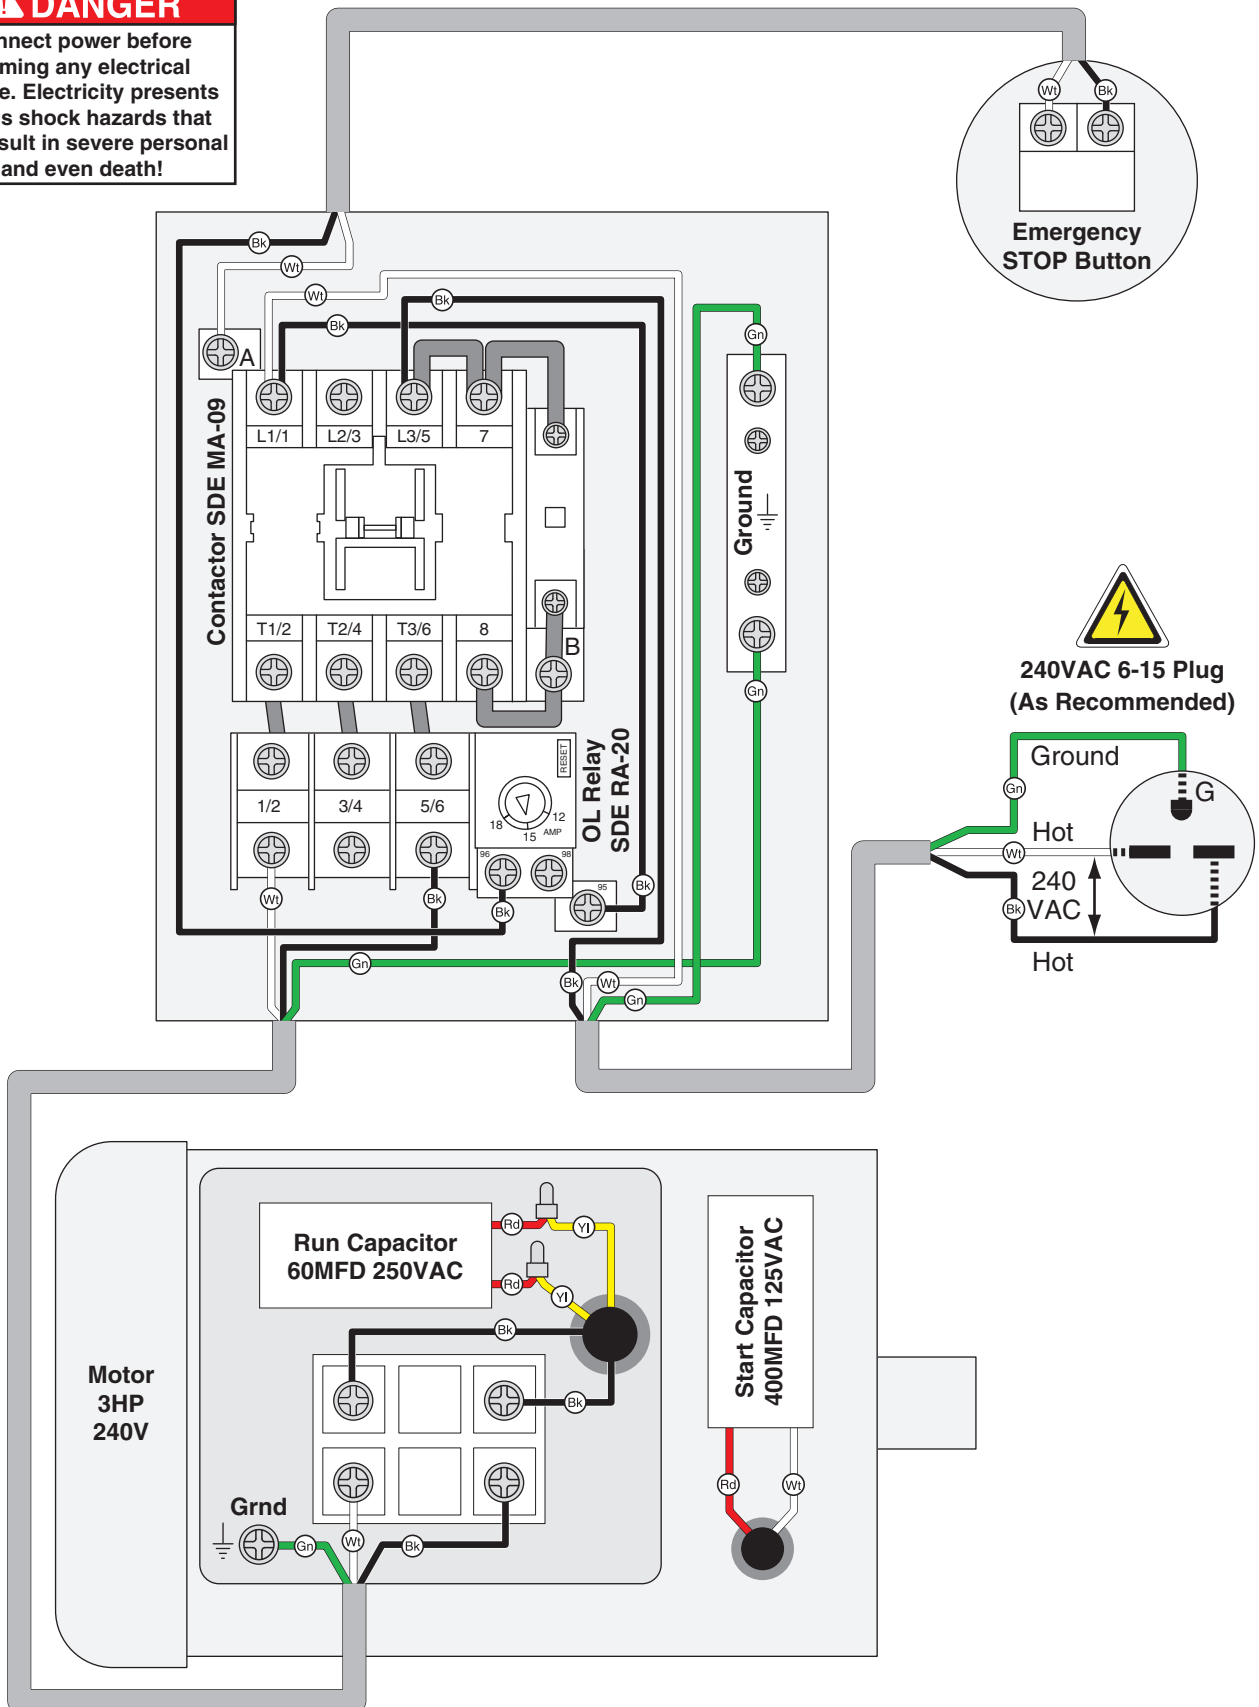 DANGER
nnect power before
ming any electrical
e. Electricity presents
s shock hazards that
sult in severe personal
and even death!
Wt
Bk
Emergency
STOP Button
Bk
Wt
Wt
Bk
Bk
Gn
A
Contactor SDE MA-09
L1/1
L2/3
L3/5
7
Ground
T1/2
T2/4
T3/6
8
B
Gn
240VAC 6-15 Plug
(As Recommended)
Ground
G
Gn
Hot
Wt
240
VAC
Bk
Hot
RESET
OL Relay
SDE RA-20
1/2
3/4
5/6
18
15
12
AMP
96
98
95
Wt
Bk
Bk
Bk
Gn
Bk
Wt
Gn
Run Capacitor
60MFD 250VAC
Rd
Yl
Rd
Yl
Bk
Bk
Start Capacitor
400MFD 125VAC
Motor
3HP
240V
Rd
Wt
Grnd
Gn
Wt
Bk